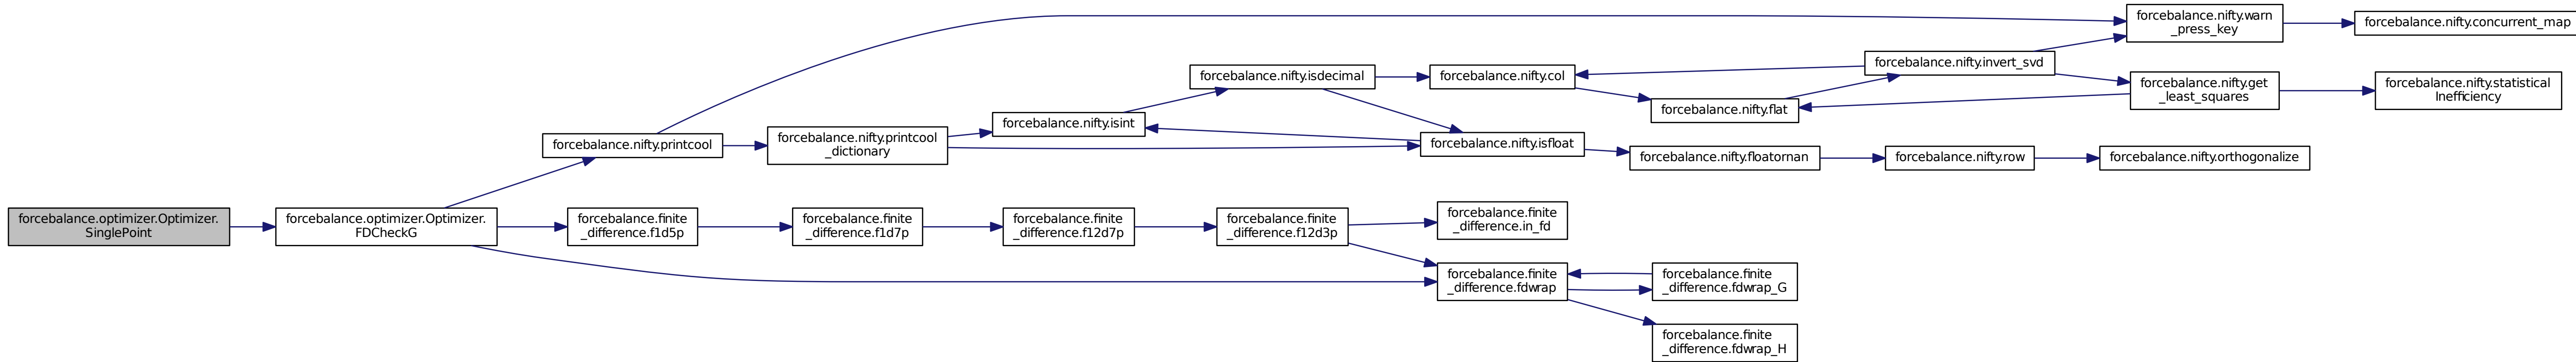 forcebalance.optimizer.Optimizer.
SinglePoint
forcebalance.optimizer.Optimizer.
FDCheckG
forcebalance.nifty.printcool
forcebalance.nifty.printcool
_dictionary
forcebalance.nifty.isint
forcebalance.nifty.isdecimal
forcebalance.nifty.col
forcebalance.nifty.isfloat
forcebalance.nifty.flat
forcebalance.nifty.invert_svd
forcebalance.nifty.warn
_press_key
forcebalance.nifty.concurrent_map
forcebalance.nifty.get
_least_squares
forcebalance.nifty.statistical
Inefficiency
forcebalance.nifty.floatornan
forcebalance.nifty.row
forcebalance.nifty.orthogonalize
forcebalance.finite
_difference.f1d5p
forcebalance.finite
_difference.f1d7p
forcebalance.finite
_difference.f12d7p
forcebalance.finite
_difference.f12d3p
forcebalance.finite
_difference.in_fd
forcebalance.finite
_difference.fdwrap
forcebalance.finite
_difference.fdwrap_G
forcebalance.finite
_difference.fdwrap_H